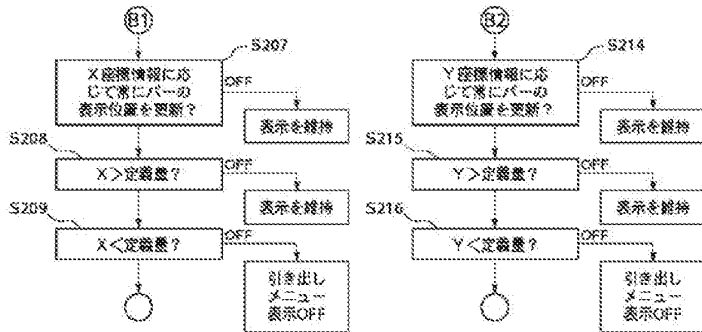 B1
S207
X座標情報に応
じて常にバーの
表示位置を更新？
OFF
表示を維持
S208
X＞定義量？
OFF
表示を維持
S209
X＜定義量？
OFF
引き出し
メニュー
表示OFF
B2
S214
Y座標情報に応
じて常にバーの
表示位置を更新？
OFF
表示を維持
S215
Y＞定義量？
OFF
表示を維持
S216
Y＜定義量？
OFF
引き出し
メニュー
表示OFF